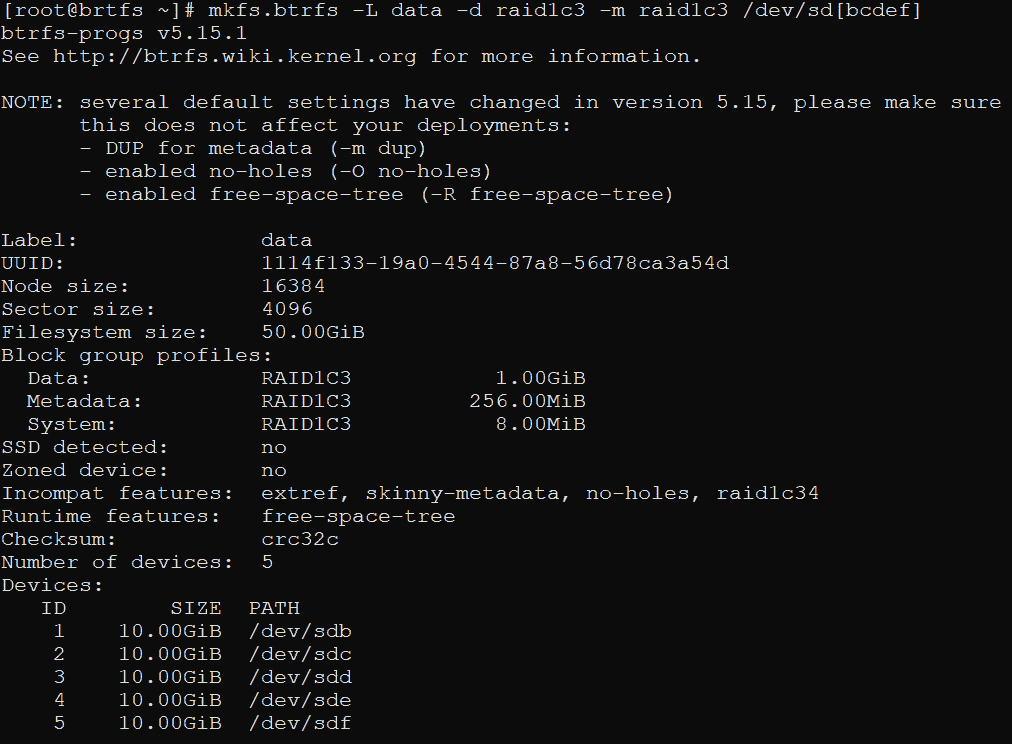 [root@brtfs ~]# mkfs.btrfs -L data -d raid1c3 -m raid1c3 /dev/sd[bcdef]
btrfs-progs v5.15.1
See http://btrfs.wiki.kernel.org for more information.

NOTE: several default settings have changed in version 5.15, please make sure
      this does not affect your deployments:
      - DUP for metadata (-m dup)
      - enabled no-holes (-O no-holes)
      - enabled free-space-tree (-R free-space-tree)

Label:              data
UUID:               1114f133-19a0-4544-87a8-56d78ca3a54d
Node size:          16384
Sector size:        4096
Filesystem size:    50.00GiB
Block group profiles:
  Data:             RAID1C3           1.00GiB
  Metadata:         RAID1C3         256.00MiB
  System:           RAID1C3           8.00MiB
SSD detected:       no
Zoned device:       no
Incompat features:  extref, skinny-metadata, no-holes, raid1c34
Runtime features:   free-space-tree
Checksum:           crc32c
Number of devices:  5
Devices:
   ID        SIZE  PATH
    1    10.00GiB  /dev/sdb
    2    10.00GiB  /dev/sdc
    3    10.00GiB  /dev/sdd
    4    10.00GiB  /dev/sde
    5    10.00GiB  /dev/sdf